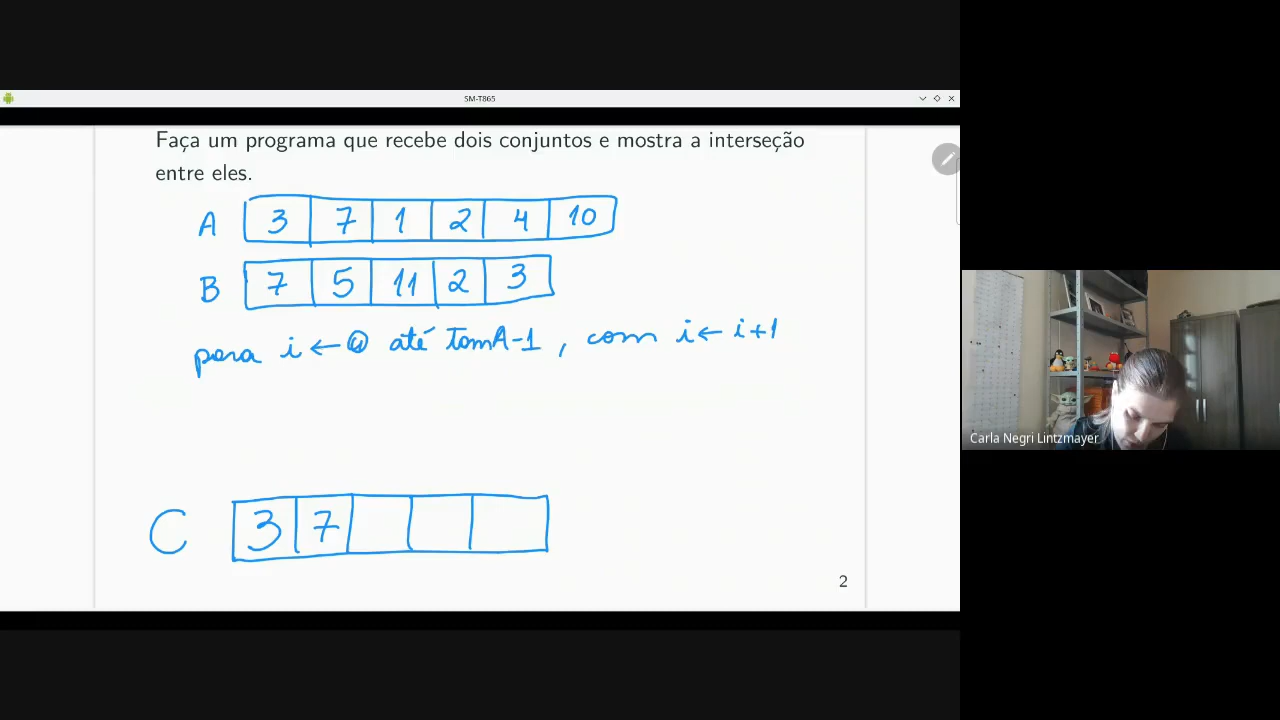 SM-T865
Faça um programa que recebe dois conjuntos e mostra a interseção
entre eles.
A 3 7 1 2 4 10
B 7 5 11 2 3
para i ← 0 até tamA-1, com i ← i+1
C 3 7
2
Carla Negri Lintzmayer